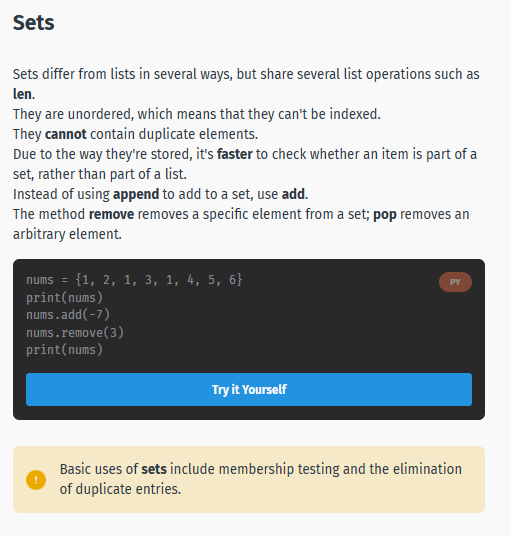 Sets
Sets differ from lists in several ways, but share several list operations such as
len.
They are unordered, which means that they can't be indexed.
They cannot contain duplicate elements.
Due to the way they're stored, it's faster to check whether an item is part of a
set, rather than part of a list.
Instead of using append to add to a set, use add.
The method remove removes a specific element from a set; pop removes an
arbitrary element.
nums = {1, 2, 1, 3, 1, 4, 5, 6}
PY
print(nums)
nums.add(-7)
nums.remove(3)
print(nums)
Try it Yourself
!
Basic uses of sets include membership testing and the elimination
of duplicate entries.